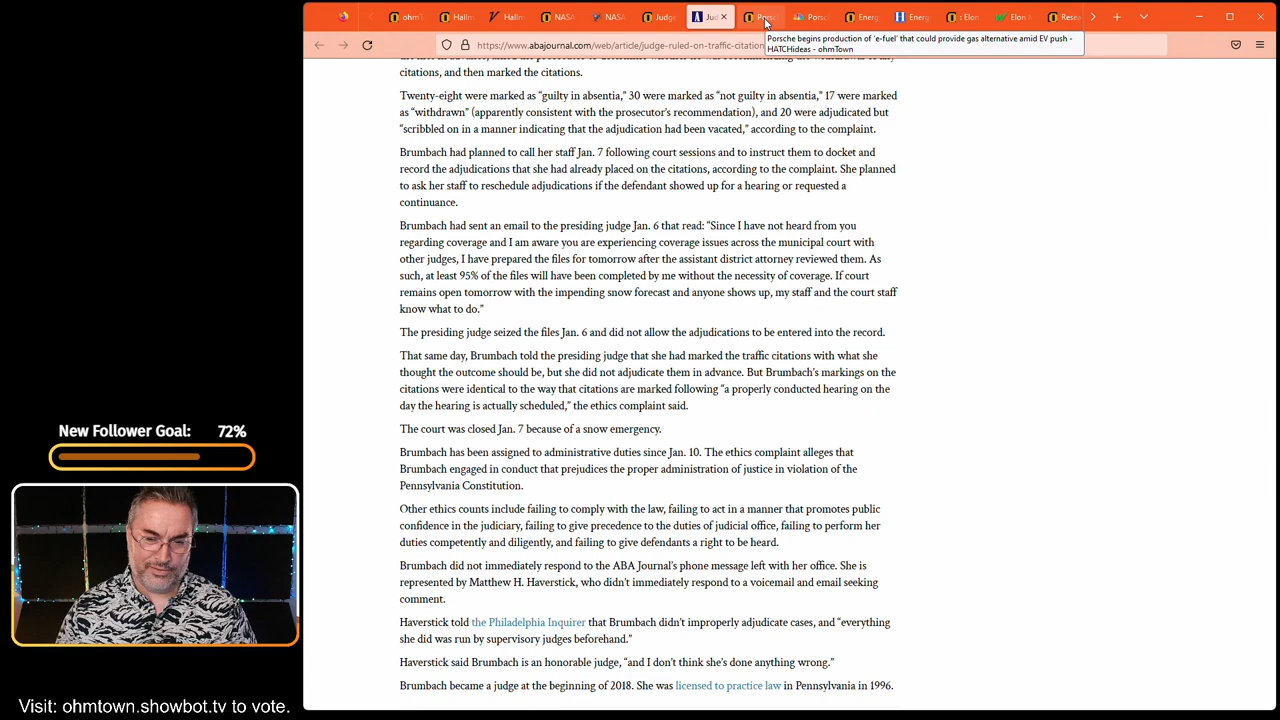 ohm
Hallm
Hallm
NASA
NASA
Judge
Jud
Porsc
Porsc
Energ
Energ
: Elon
Elon M
Resea
https://www.abajournal.com/web/article/judge-ruled-on-traffic-citation
Porsche begins production of 'e-fuel' that could provide gas alternative amid EV push -
HATCHideas - ohmTown
citations, and then marked the citations.
Twenty-eight were marked as “guilty in absentia,” 30 were marked as “not guilty in absentia,” 17 were marked
as “withdrawn” (apparently consistent with the prosecutor’s recommendation), and 20 were adjudicated but
“scribbled on in a manner indicating that the adjudication had been vacated,” according to the complaint.
Brumbach had planned to call her staff Jan. 7 following court sessions and to instruct them to docket and
record the adjudications that she had already placed on the citations, according to the complaint. She planned
to ask her staff to reschedule adjudications if the defendant showed up for a hearing or requested a
continuance.
Brumbach had sent an email to the presiding judge Jan. 6 that read: “Since I have not heard from you
regarding coverage and I am aware you are experiencing coverage issues across the municipal court with
other judges, I have prepared the files for tomorrow after the assistant district attorney reviewed them. As
such, at least 95% of the files will have been completed by me without the necessity of coverage. If court
remains open tomorrow with the impending snow forecast and anyone shows up, my staff and the court staff
know what to do.”
The presiding judge seized the files Jan. 6 and did not allow the adjudications to be entered into the record.
That same day, Brumbach told the presiding judge that she had marked the traffic citations with what she
thought the outcome should be, but she did not adjudicate them in advance. But Brumbach’s markings on the
citations were identical to the way that citations are marked following “a properly conducted hearing on the
day the hearing is actually scheduled,” the ethics complaint said.
The court was closed Jan. 7 because of a snow emergency.
Brumbach has been assigned to administrative duties since Jan. 10. The ethics complaint alleges that
Brumbach engaged in conduct that prejudices the proper administration of justice in violation of the
Pennsylvania Constitution.
Other ethics counts include failing to comply with the law, failing to act in a manner that promotes public
confidence in the judiciary, failing to give precedence to the duties of judicial office, failing to perform her
duties competently and diligently, and failing to give defendants a right to be heard.
Brumbach did not immediately respond to the ABA Journal’s phone message left with her office. She is
represented by Matthew H. Haverstick, who didn’t immediately respond to a voicemail and email seeking
comment.
Haverstick told the Philadelphia Inquirer that Brumbach didn’t improperly adjudicate cases, and “everything
she did was run by supervisory judges beforehand.”
Haverstick said Brumbach is an honorable judge, “and I don’t think she’s done anything wrong.”
Brumbach became a judge at the beginning of 2018. She was licensed to practice law in Pennsylvania in 1996.
New Follower Goal: 72%
Visit: ohmtown.showbot.tv to vote.